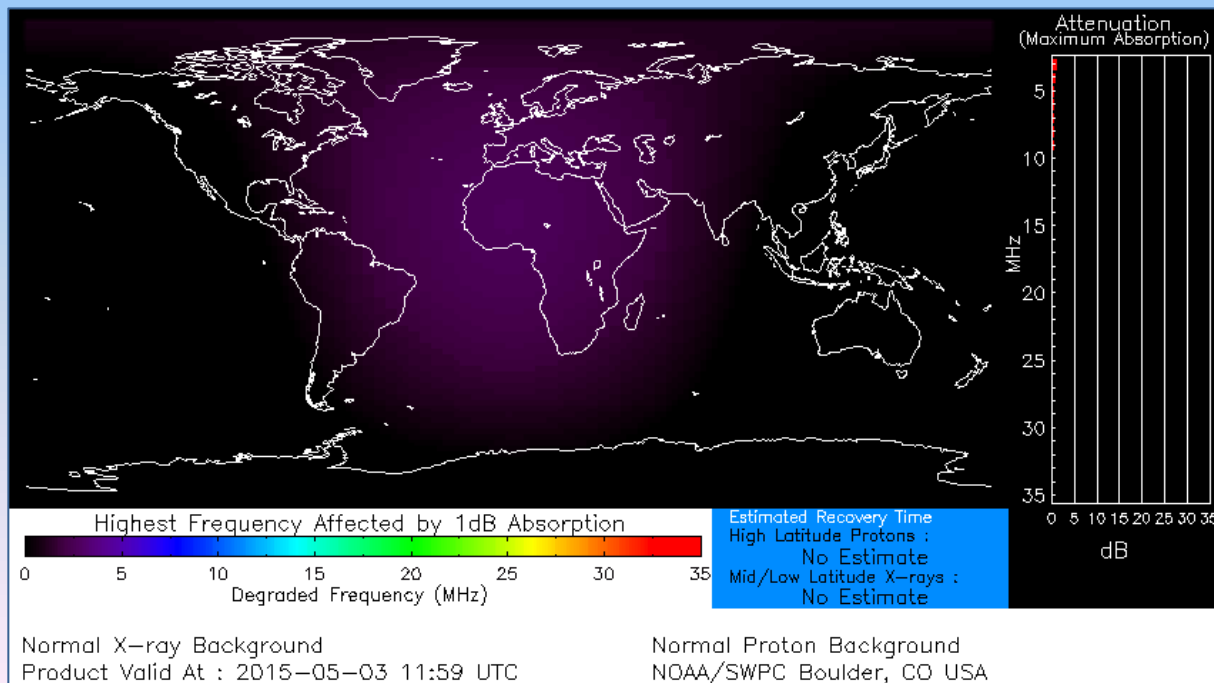 Attenuation
(Maximum Absorption)
5
10
15
20
25
30
35
MHz
0 5 10 15 20 25 30 35
dB
Highest Frequency Affected by 1dB Absorption
0 5 10 15 20 25 30 35
Degraded Frequency (MHz)
Estimated Recovery Time
High Latitude Protons :
No Estimate
Mid/Low Latitude X-rays :
No Estimate
Normal X-ray Background
Normal Proton Background
Product Valid At : 2015-05-03 11:59 UTC
NOAA/SWPC Boulder, CO USA